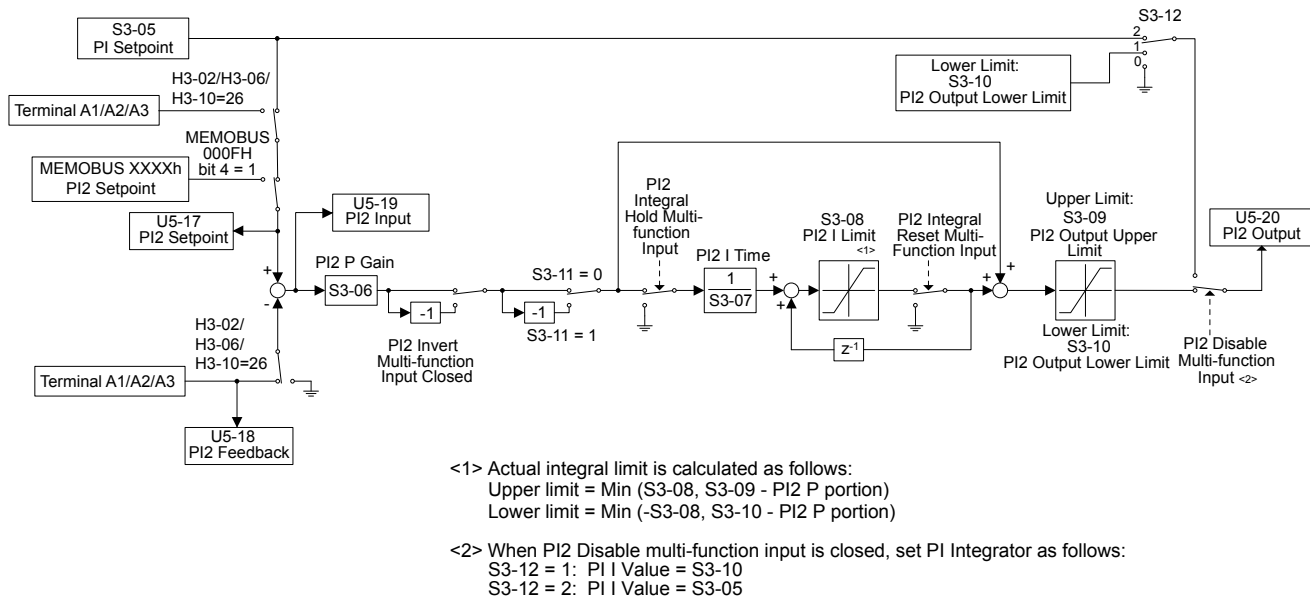 S3-05
PI Setpoint
S3-12
2
1
0
Lower Limit:
S3-10
PI2 Output Lower Limit
H3-02/H3-06/
H3-10=26
Terminal A1/A2/A3
MEMOBUS
000FH
bit 4 = 1
MEMOBUS XXXXh
PI2 Setpoint
U5-17
PI2 Setpoint
U5-19
PI2 Input
PI2
Integral
Hold Multi-
function
Input
S3-08
PI2 I Limit
<1>
PI2 Integral
Reset Multi-
Function Input
Upper Limit:
S3-09
PI2 Output Upper
Limit
U5-20
PI2 Output
+
-
PI2 P Gain
S3-06
-1
PI2 Invert
Multi-function
Input Closed
S3-11 = 0
-1
S3-11 = 1
PI2 I Time
1
S3-07
+
+
z-1
+
+
Lower Limit:
S3-10
PI2 Output Lower Limit
PI2 Disable
Multi-function
Input <2>
H3-02/
H3-06/
H3-10=26
Terminal A1/A2/A3
U5-18
PI2 Feedback
<1> Actual integral limit is calculated as follows:
Upper limit = Min (S3-08, S3-09 - PI2 P portion)
Lower limit = Min (-S3-08, S3-10 - PI2 P portion)
<2> When PI2 Disable multi-function input is closed, set PI Integrator as follows:
S3-12 = 1: PI I Value = S3-10
S3-12 = 2: PI I Value = S3-05